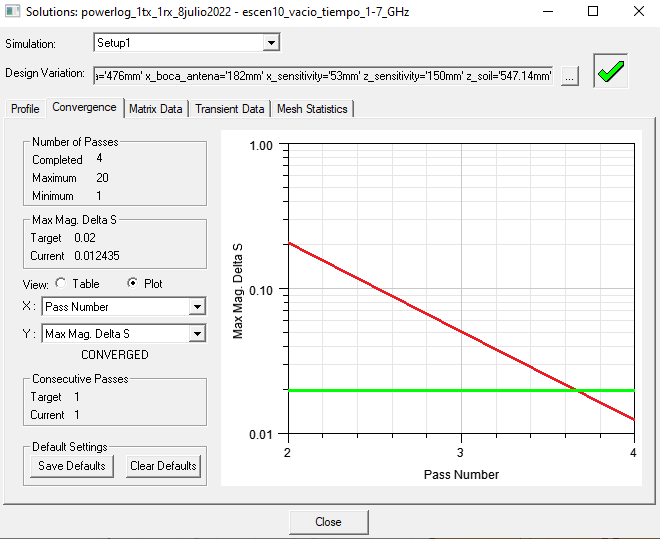 Solutions: powerlog_1tx_1rx_8julio2022 - escen10_vacio_tiempo_1-7_GHz
Simulation: Setup1
Design Variation: ='476mm' x_boca_antena='182mm' x_sensitivity='53mm' z_sensitivity='150mm' z_soil='547.14mm' ...
Profile Convergence Matrix Data Transient Data Mesh Statistics
Number of Passes
Completed 4
Maximum 20
Minimum 1
Max Mag. Delta S
Target 0.02
Current 0.012435
View: Table Plot
X : Pass Number
Y : Max Mag. Delta S
CONVERGED
Consecutive Passes
Target 1
Current 1
Default Settings
Save Defaults Clear Defaults
1.00
0.10
0.01
Max Mag. Delta S
2 3 4
Pass Number
Close